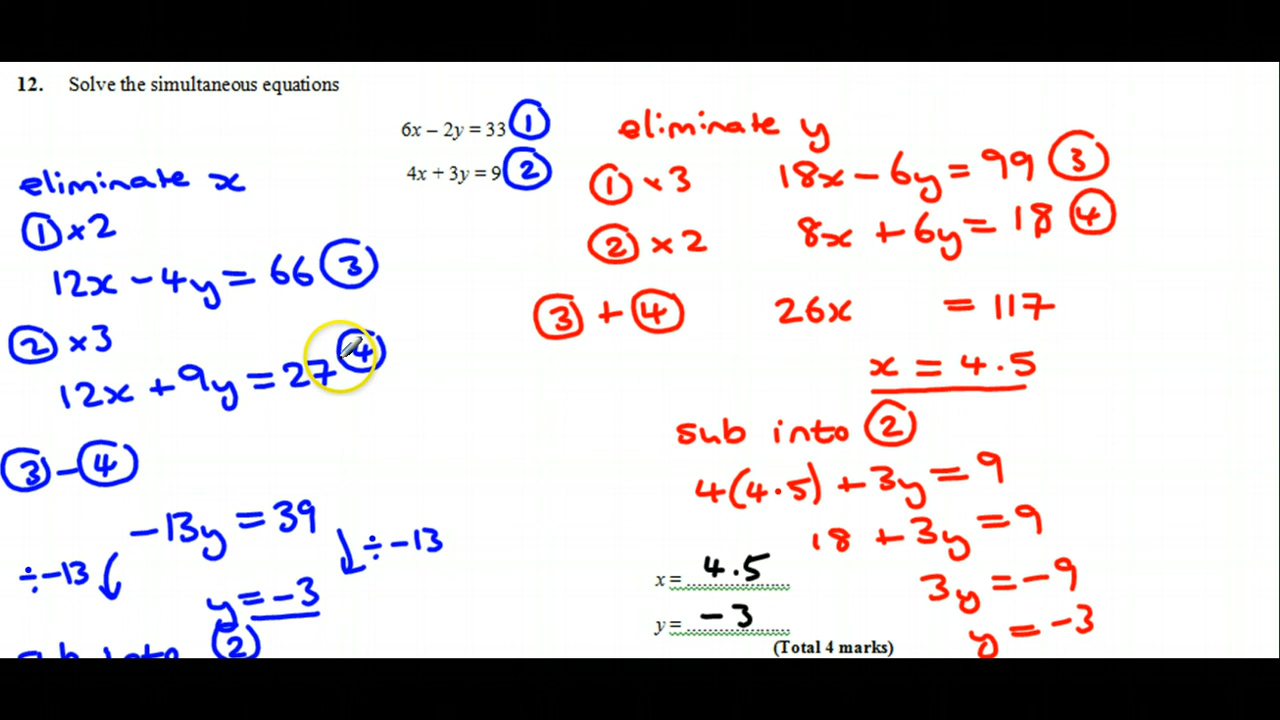 12. Solve the simultaneous equations
6x – 2y = 33 ①
4x + 3y = 9 ②
eliminate x
① ×2
12x − 4y = 66 ③
② ×3
12x + 9y = 27 ④
③ − ④
−13y = 39
÷−13 ÷−13
y = −3
sub into ②
eliminate y
① ×3 18x − 6y = 99 ③
② ×2 8x + 6y = 18 ④
③ + ④ 26x = 117
x = 4.5
sub into ②
4(4.5) + 3y = 9
18 + 3y = 9
3y = −9
y = −3
x = 4.5
y = −3
(Total 4 marks)